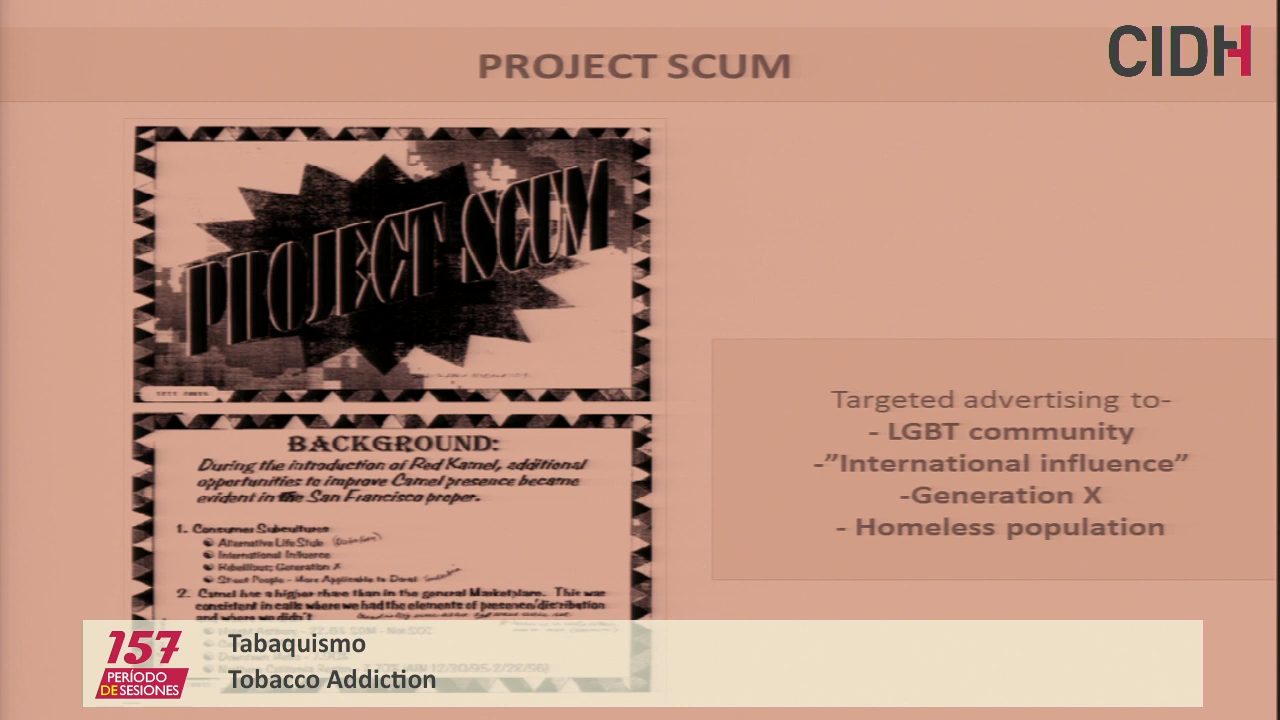 PROJECT SCUM
CIDH
PROJECT SCUM
BACKGROUND:
During the introduction of Red Kamel, additional
opportunities to improve Camel presence became
evident in the San Francisco proper.
1. Consumer Subcultures
Alternative Life Style
International Influence
Rebellious; Generation X
Street People - More Applicable to Doral
2. Camel has a higher share than in the general Marketplace. This was
consistent in calls where we had the elements of presence/distribution
and where we didn't
Targeted advertising to-
- LGBT community
-"International influence"
-Generation X
- Homeless population
157
PERÍODO
DE SESIONES
Tabaquismo
Tobacco Addiction